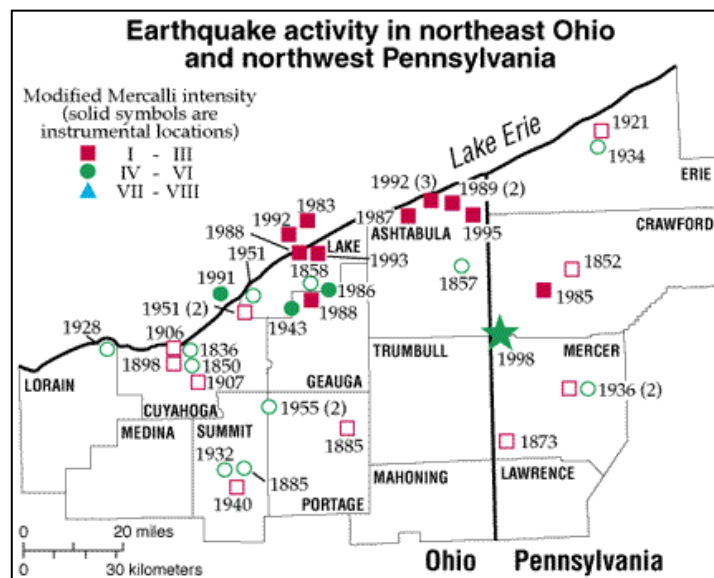 Earthquake activity in northeast Ohio
and northwest Pennsylvania
Modified Mercalli intensity
(solid symbols are
instrumental locations)
I - III
IV - VI
VII - VIII
Lake Erie
1921
1934
ERIE
1992 (3)
1989 (2)
1983
1992
1987
ASHTABULA
1995
CRAWFORD
1988
LAKE
1993
1951
1858
1852
1991
1986
1857
1985
1951 (2)
1943
1988
1928
1906
1836
TRUMBULL
1998
MERCER
1898
1850
LORAIN
1907
GEAUGA
1936 (2)
CUYAHOGA
1955 (2)
MEDINA
SUMMIT
1885
1873
1932
1885
MAHONING
LAWRENCE
1940
PORTAGE
0 20 miles
0 30 kilometers
Ohio Pennsylvania